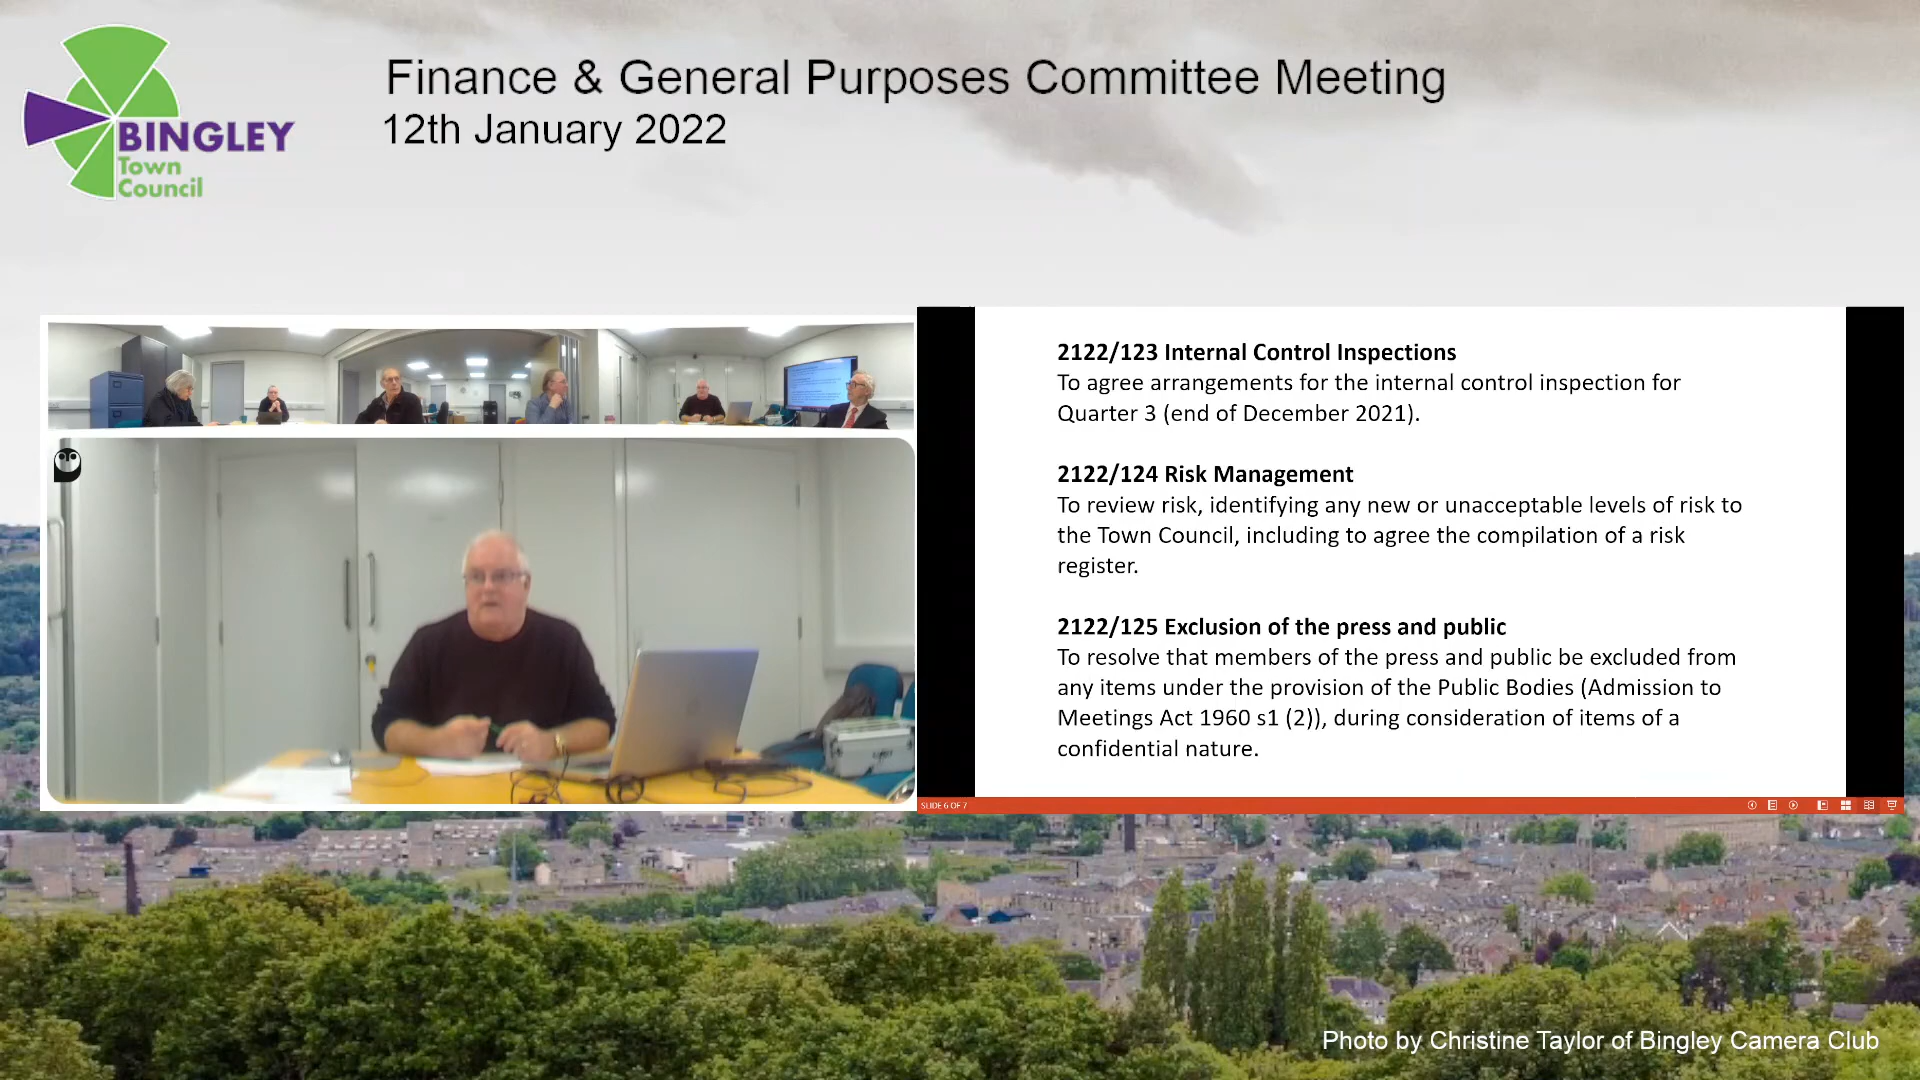 BINGLEY
Town
Council
Finance & General Purposes Committee Meeting
12th January 2022
2122/123 Internal Control Inspections
To agree arrangements for the internal control inspection for
Quarter 3 (end of December 2021).
2122/124 Risk Management
To review risk, identifying any new or unacceptable levels of risk to
the Town Council, including to agree the compilation of a risk
register.
2122/125 Exclusion of the press and public
To resolve that members of the press and public be excluded from
any items under the provision of the Public Bodies (Admission to
Meetings Act 1960 s1 (2)), during consideration of items of a
confidential nature.
SLIDE 6 OF 7
Photo by Christine Taylor of Bingley Camera Club